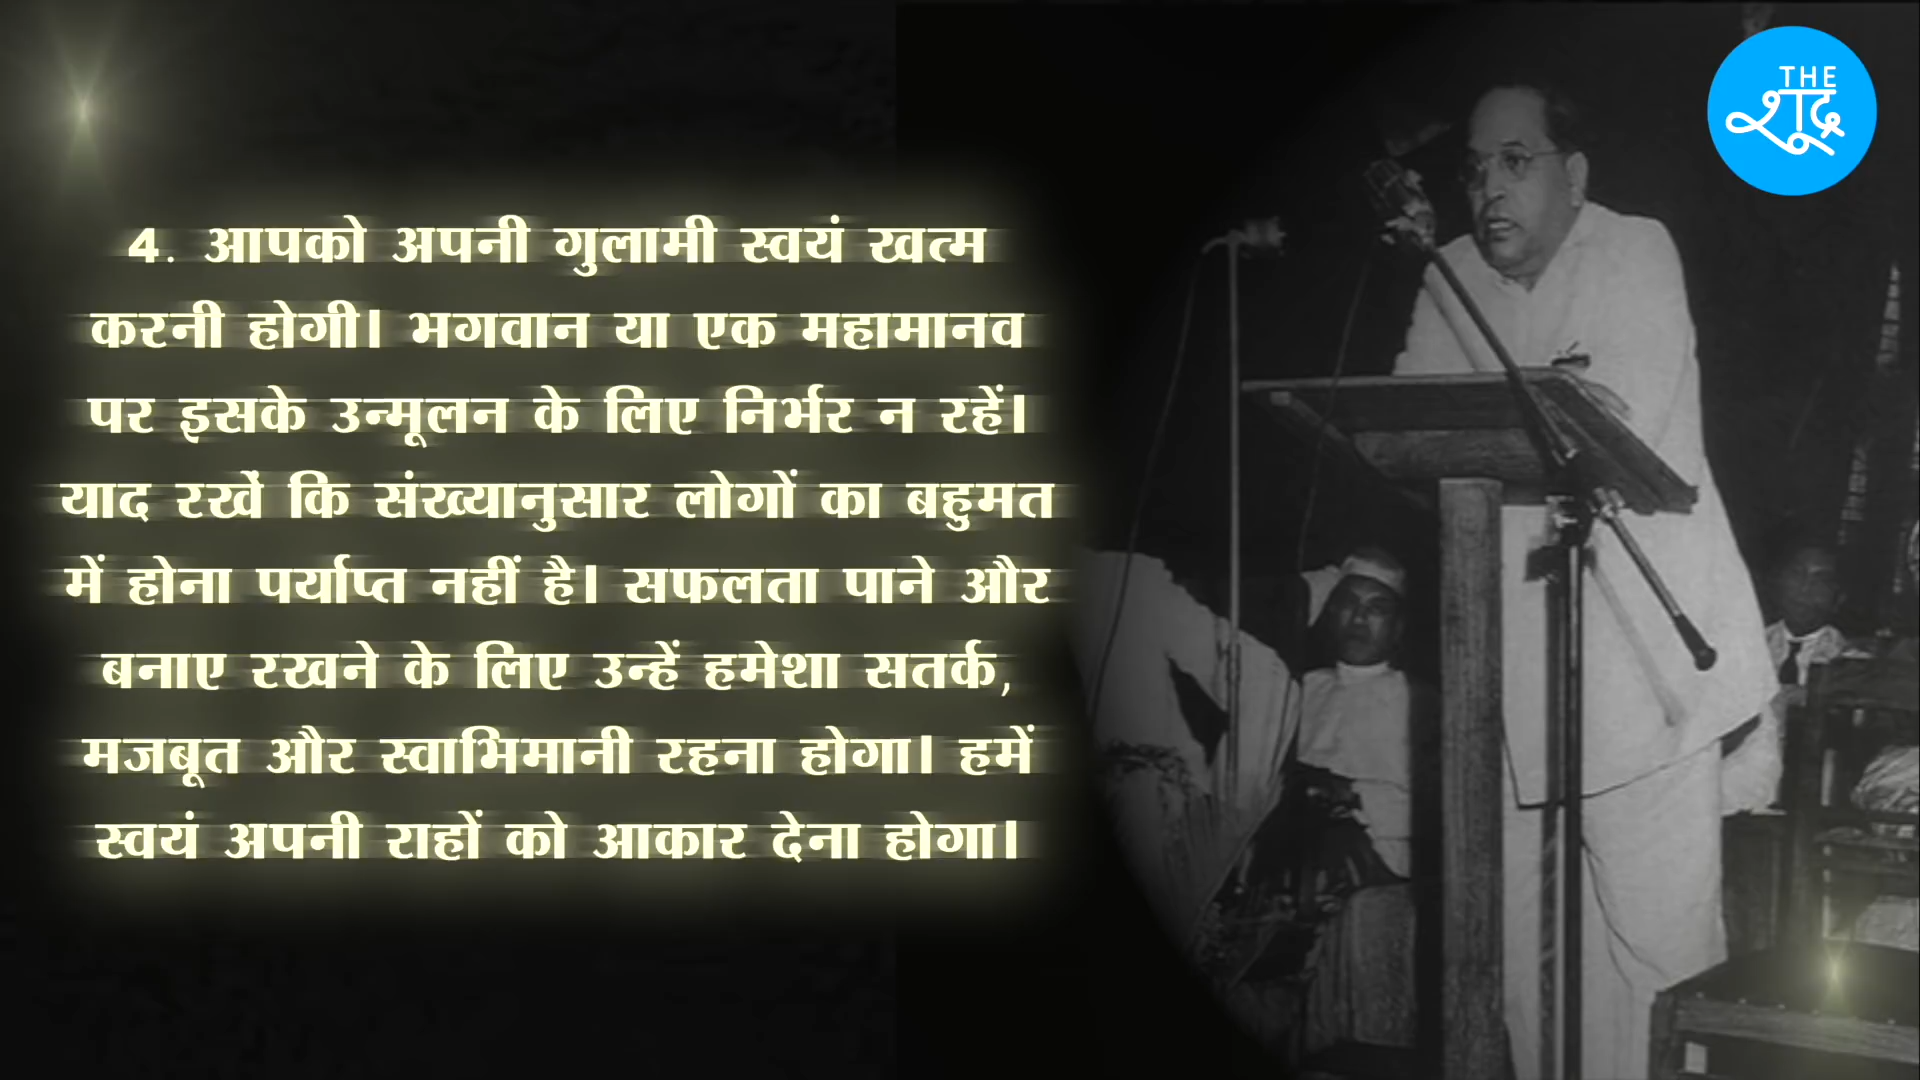 THE
शूद्र
4. आपको अपनी गुलामी स्वयं खत्म
करनी होगी। भगवान या एक महामानव
पर इसके उन्मूलन के लिए निर्भर न रहें।
याद रखें कि संख्यानुसार लोगों का बहुमत
में होना पर्याप्त नहीं है। सफलता पाने और
बनाए रखने के लिए उन्हें हमेशा सतर्क,
मजबूत और स्वाभिमानी रहना होगा। हमें
स्वयं अपनी राहों को आकार देना होगा।